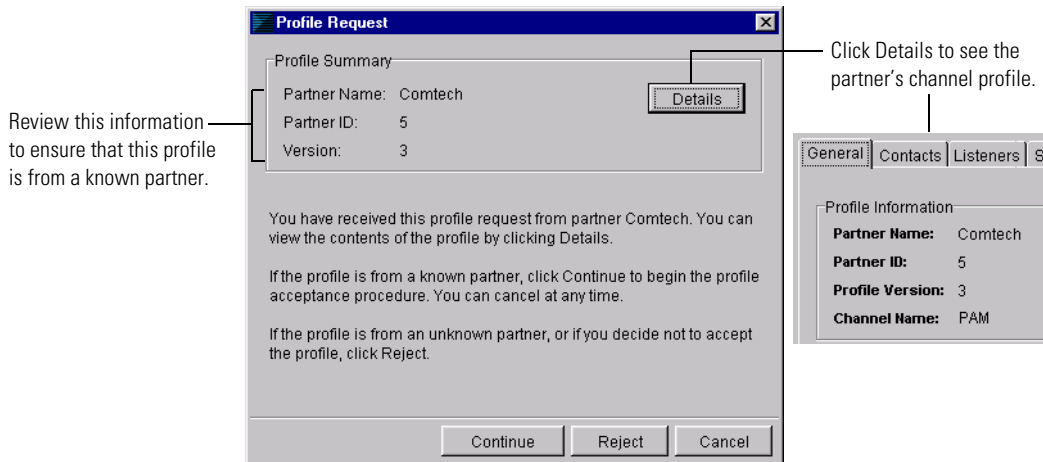 Profile Request
Profile Summary
Partner Name: Comtech
Partner ID: 5
Version: 3
Details
Review this information
to ensure that this profile
is from a known partner.
You have received this profile request from partner Comtech. You can
view the contents of the profile by clicking Details.
If the profile is from a known partner, click Continue to begin the profile
acceptance procedure. You can cancel at any time.
If the profile is from an unknown partner, or if you decide not to accept
the profile, click Reject.
Continue Reject Cancel
Click Details to see the
partner's channel profile.
General Contacts Listeners S
Profile Information
Partner Name: Comtech
Partner ID: 5
Profile Version: 3
Channel Name: PAM